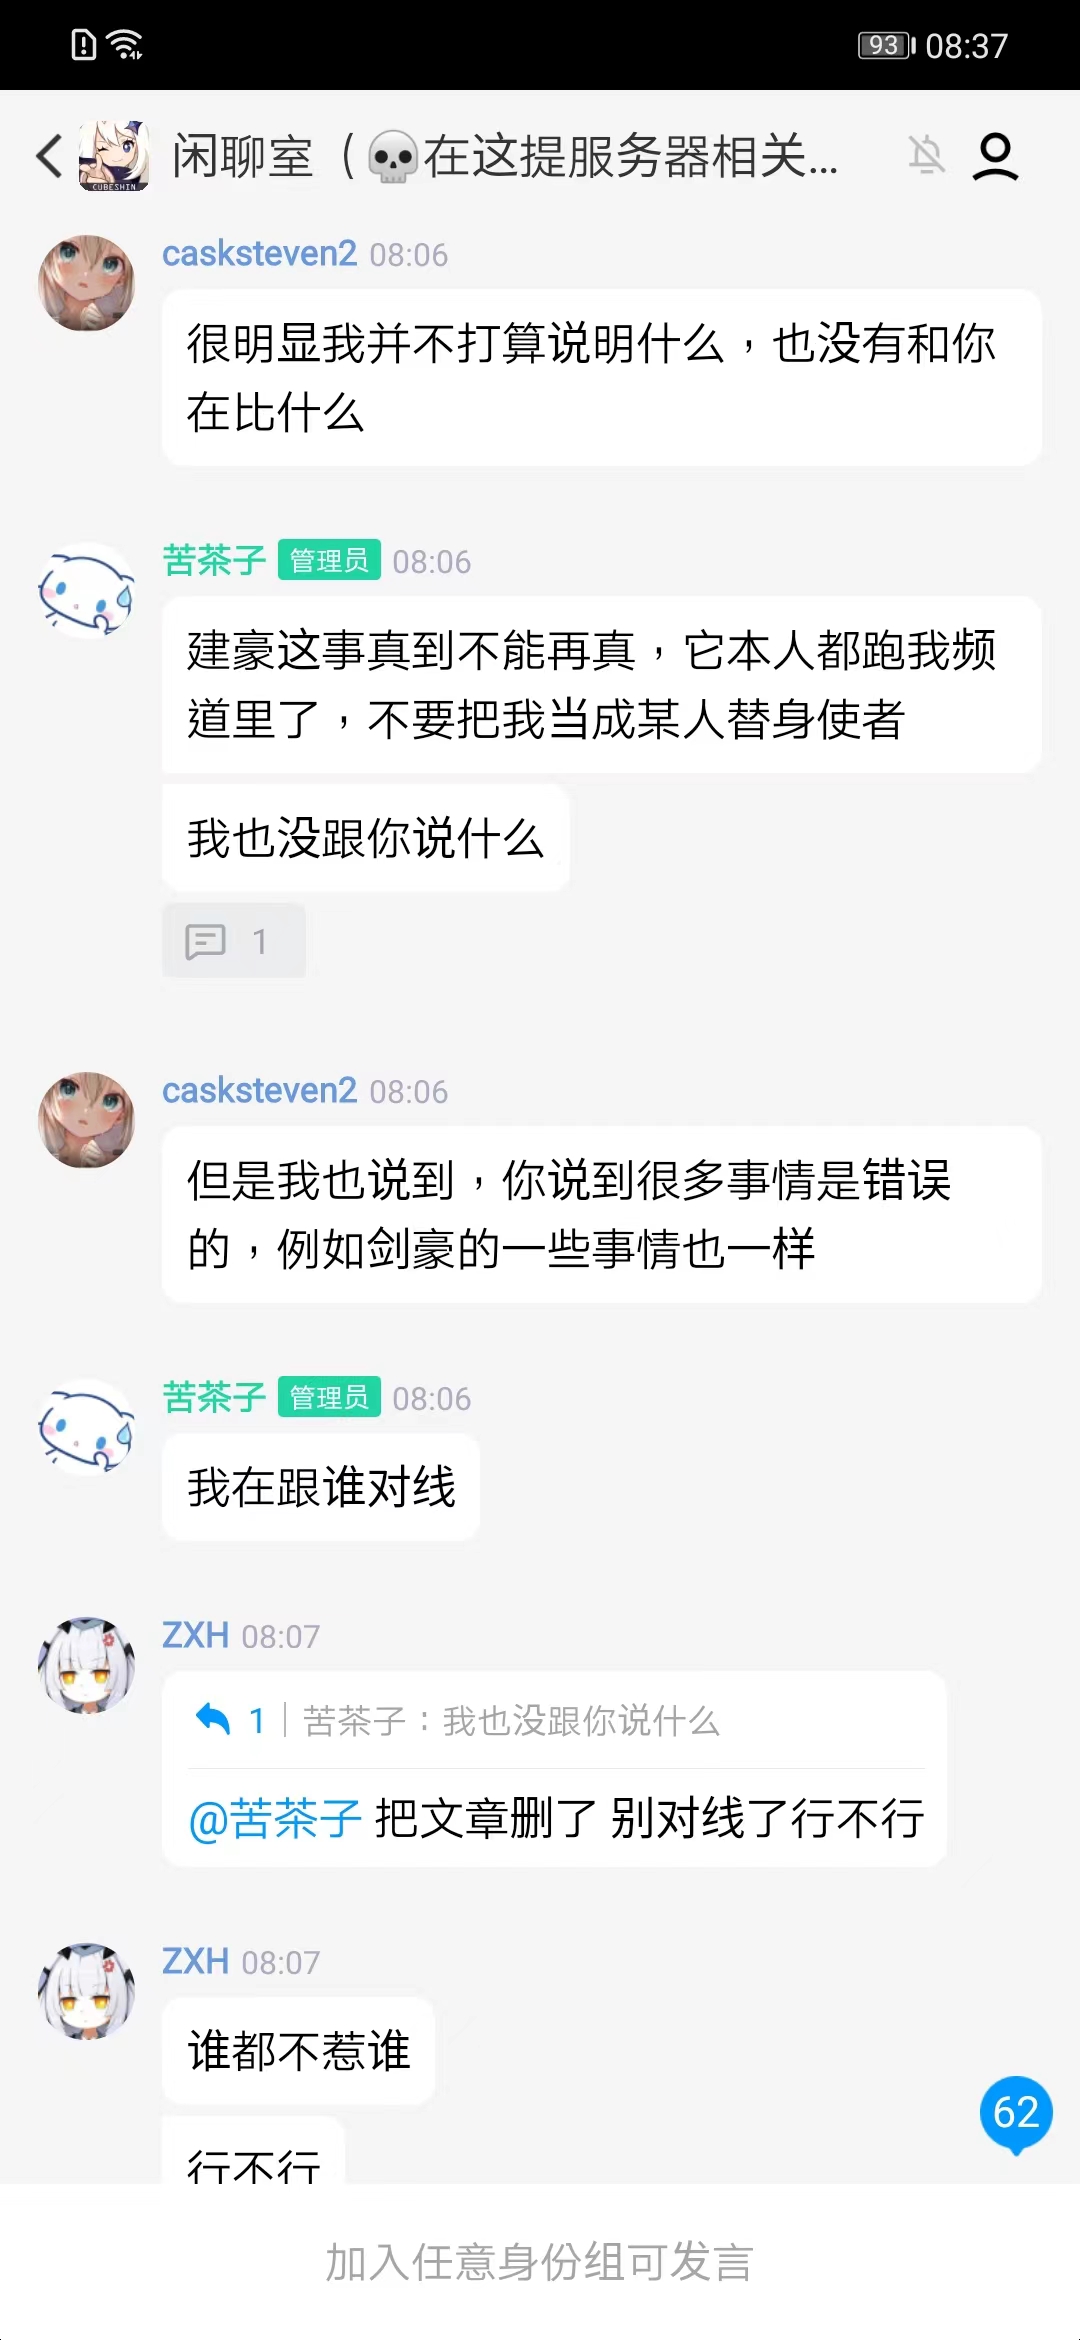 93 08:37
闲聊室（💀在这提服务器相关...
CUBESHIN
casksteven2 08:06
很明显我并不打算说明什么，也没有和你
在比什么
苦茶子 管理员 08:06
建豪这事真到不能再真，它本人都跑我频
道里了，不要把我当成某人替身使者
我也没跟你说什么
1
casksteven2 08:06
但是我也说到，你说到很多事情是错误
的，例如剑豪的一些事情也一样
苦茶子 管理员 08:06
我在跟谁对线
ZXH 08:07
1 苦茶子：我也没跟你说什么
@苦茶子 把文章删了 别对线了行不行
ZXH 08:07
谁都不惹谁
行不行
62
加入任意身份组可发言